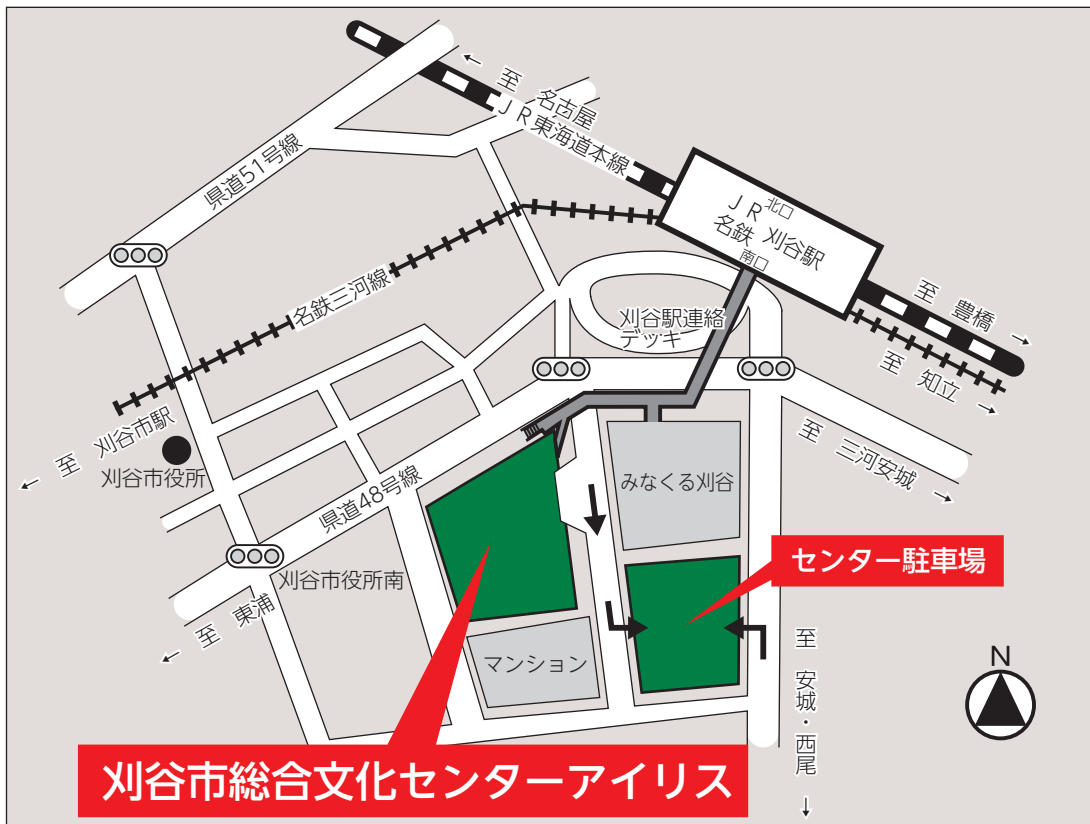 ← 至 名古屋
JR東海道本線
県道51号線
北口
JR
名鉄 刈谷駅
南口
名鉄三河線
刈谷駅連絡
デッキ
至 豊橋 →
至 知立 →
← 至 刈谷市駅
刈谷市役所
県道48号線
みなくる刈谷
至 三河安城 →
センター駐車場
刈谷市役所南
← 至 東浦
マンション
至 安城・西尾 →
N
刈谷市総合文化センターアイリス